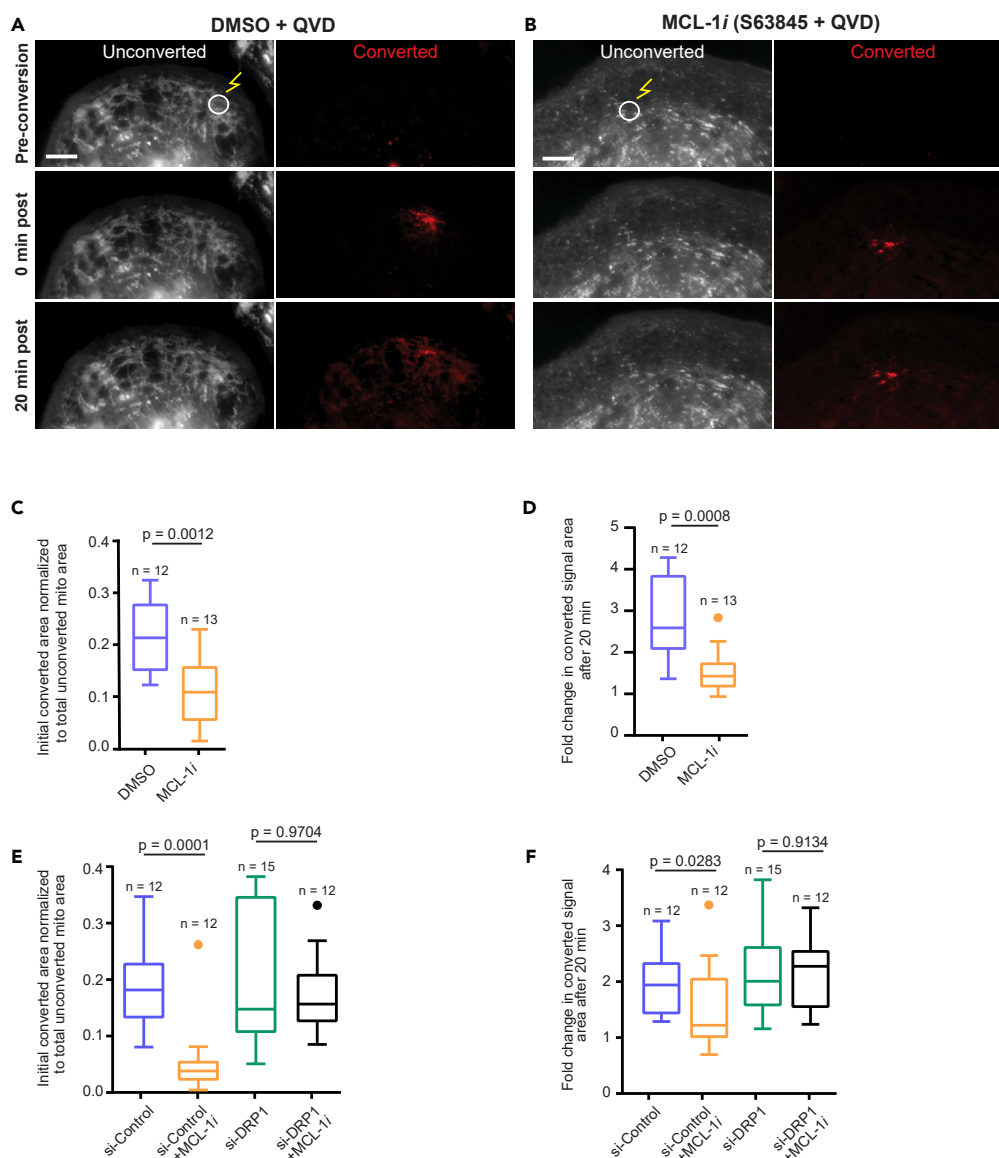 A
DMSO + QVD
Unconverted
Converted
Pre-conversion
0 min post
20 min post
B
MCL-1i (S63845 + QVD)
Unconverted
Converted
C
Initial converted area normalized
to total unconverted mito area
0.4
0.3
0.2
0.1
0.0
p = 0.0012
n = 12
n = 13
DMSO
MCL-1i
D
Fold change in converted signal area
after 20 min
5
4
3
2
1
0
p = 0.0008
n = 12
n = 13
DMSO
MCL-1i
E
Initial converted area normalized
to total unconverted mito area
0.4
0.3
0.2
0.1
0.0
p = 0.0001
p = 0.9704
n = 12
n = 12
n = 15
n = 12
si-Control
si-Control
+MCL-1i
si-DRP1
si-DRP1
+MCL-1i
F
Fold change in converted signal
area after 20 min
4
3
2
1
0
p = 0.0283
p = 0.9134
n = 12
n = 12
n = 15
n = 12
si-Control
si-Control
+MCL-1i
si-DRP1
si-DRP1
+MCL-1i